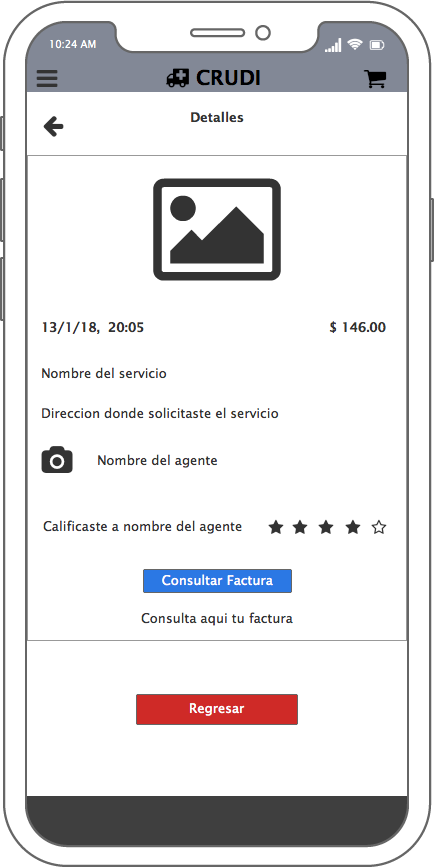 10:24 AM
CRUDI
Detalles
13/1/18, 20:05
$ 146.00
Nombre del servicio
Direccion donde solicitaste el servicio
Nombre del agente
Calificaste a nombre del agente
Consultar Factura
Consulta aqui tu factura
Regresar